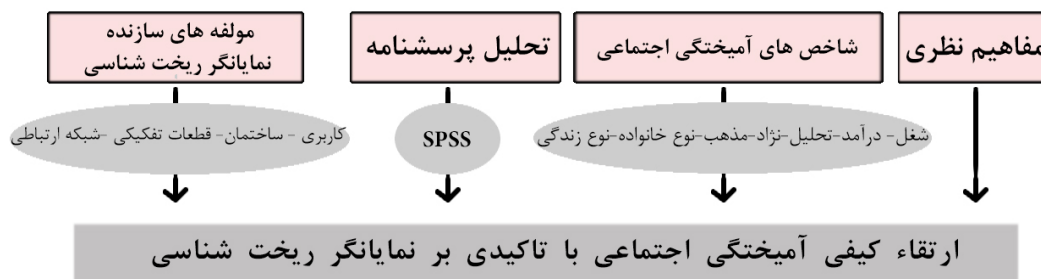 مفاهیم نظری
شاخص های آمیختگی اجتماعی
تحلیل پرسشنامه
مولفه های سازنده
نمایانگر ریخت شناسی
شغل- درآمد-تحلیل-نژاد-مذهب-نوع خانواده-نوع زندگی
SPSS
کاربری - ساختمان- قطعات تفکیکی -شبکه ارتباطی
ارتقاء کیفی آمیختگی اجتماعی با تاکیدی بر نمایانگر ریخت شناسی